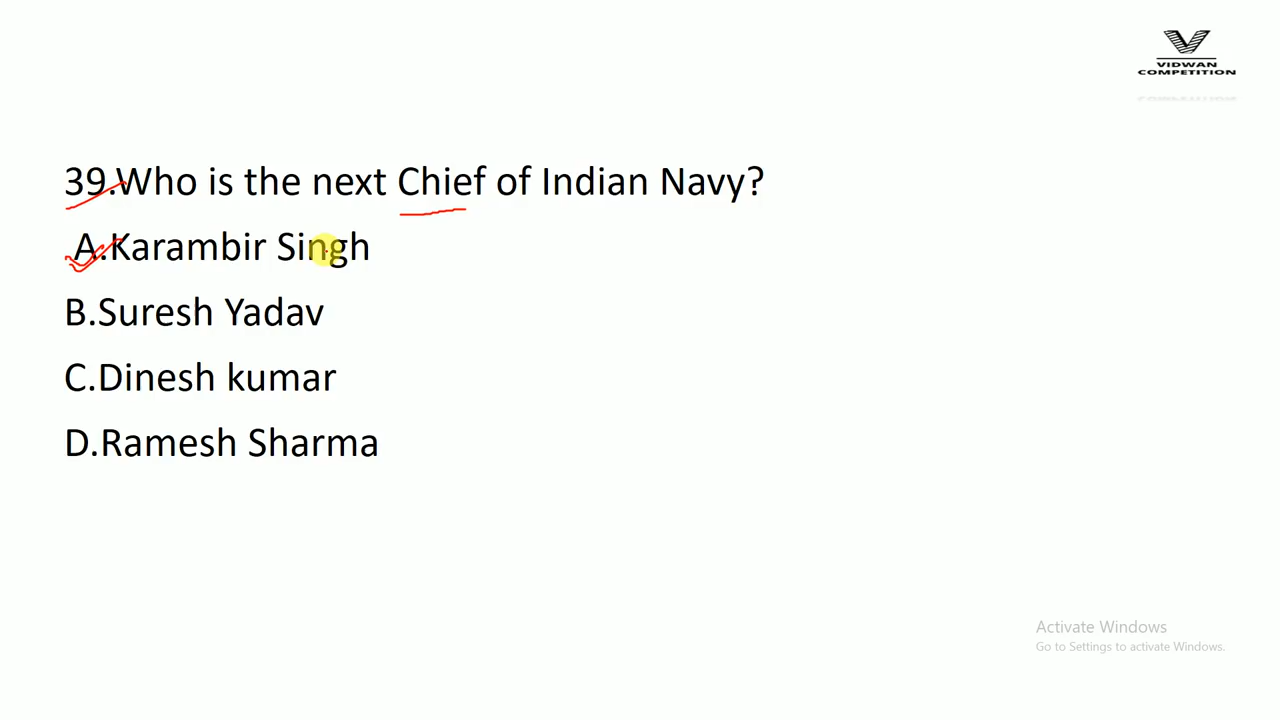 VIDWAN
COMPETITION
39.Who is the next Chief of Indian Navy?
A.Karambir Singh
B.Suresh Yadav
C.Dinesh kumar
D.Ramesh Sharma
Activate Windows
Go to Settings to activate Windows.